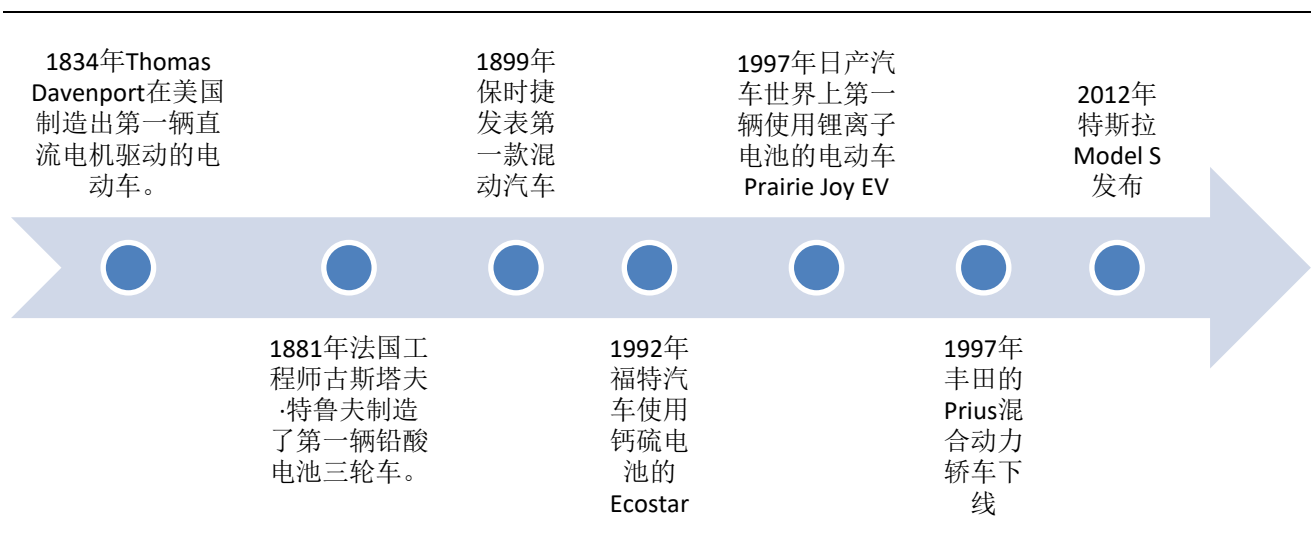 1834年Thomas
Davenport在美国
制造出第一辆直
流电机驱动的电
动车。
1881年法国工
程师古斯塔夫
·特鲁夫制造
了第一辆铅酸
电池三轮车。
1899年
保时捷
发表第
一款混
动汽车
1992年
福特汽
车使用
钙硫电
池的
Ecostar
1997年日产汽
车世界上第一
辆使用锂离子
电池的电动车
Prairie Joy EV
1997年
丰田的
Prius混
合动力
轿车下
线
2012年
特斯拉
Model S
发布